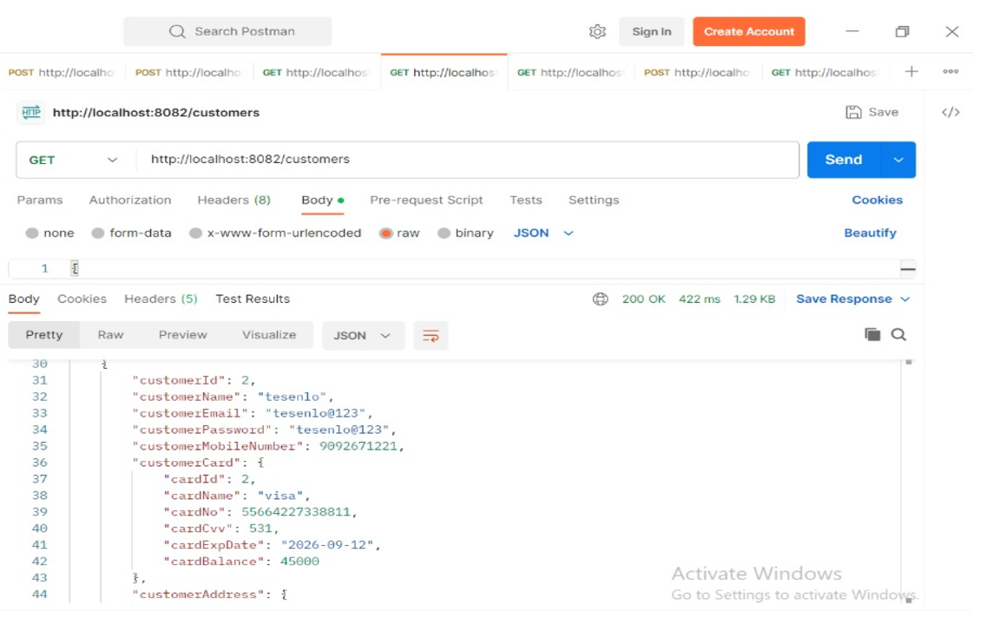 Search Postman Sign In Create Account
POST http://localho POST http://localho GET http://localhos GET http://localhos GET http://localhos POST http://localho GET http://localhos + ooo
HTTP http://localhost:8082/customers Save </>
GET http://localhost:8082/customers Send
Params Authorization Headers (8) Body Pre-request Script Tests Settings Cookies
none form-data x-www-form-urlencoded raw binary JSON Beautify
1 {
Body Cookies Headers (5) Test Results 200 OK 422 ms 1.29 KB Save Response
Pretty Raw Preview Visualize JSON
30 {
31 "customerId": 2,
32 "customerName": "tesenlo",
33 "customerEmail": "tesenlo@123",
34 "customerPassword": "tesenlo@123",
35 "customerMobileNumber": 9092671221,
36 "customerCard": {
37 "cardId": 2,
38 "cardName": "visa",
39 "cardNo": 55664227338811,
40 "cardCvv": 531,
41 "cardExpDate": "2026-09-12",
42 "cardBalance": 45000
43 },
44 "customerAddress": {
Activate Windows
Go to Settings to activate Windows.